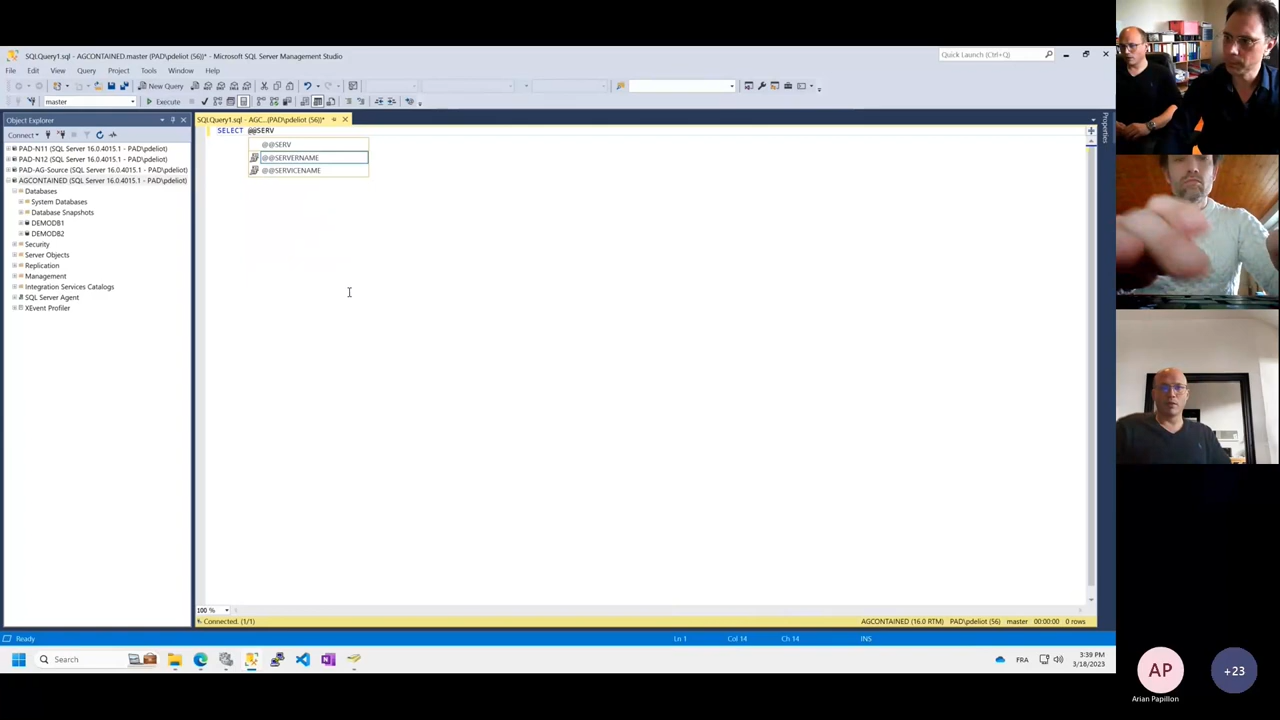 SQLQuery1.sql - AGCONTAINED.master (PAD\pdeliot (56))* - Microsoft SQL Server Management Studio
Quick Launch (Ctrl+Q)
File Edit View Query Project Tools Window Help
New Query
master
Execute
Object Explorer
SQLQuery1.sql - AGC...(PAD\pdeliot (56))*
Properties
Connect
SELECT @@SERV
@@SERV
@@SERVERNAME
@@SERVICENAME
PAD-N11 (SQL Server 16.0.4015.1 - PAD\pdeliot)
PAD-N12 (SQL Server 16.0.4015.1 - PAD\pdeliot)
PAD-AG-Source (SQL Server 16.0.4015.1 - PAD\pdeliot)
AGCONTAINED (SQL Server 16.0.4015.1 - PAD\pdeliot)
Databases
System Databases
Database Snapshots
DEMODB1
DEMODB2
Security
Server Objects
Replication
Management
Integration Services Catalogs
SQL Server Agent
XEvent Profiler
100 %
Connected. (1/1)
AGCONTAINED (16.0 RTM) PAD\pdeliot (56) master 00:00:00 0 rows
Ready
Ln 1 Col 14 Ch 14 INS
Search
FRA
3:39 PM
3/18/2023
AP
+23
Arian Papillon